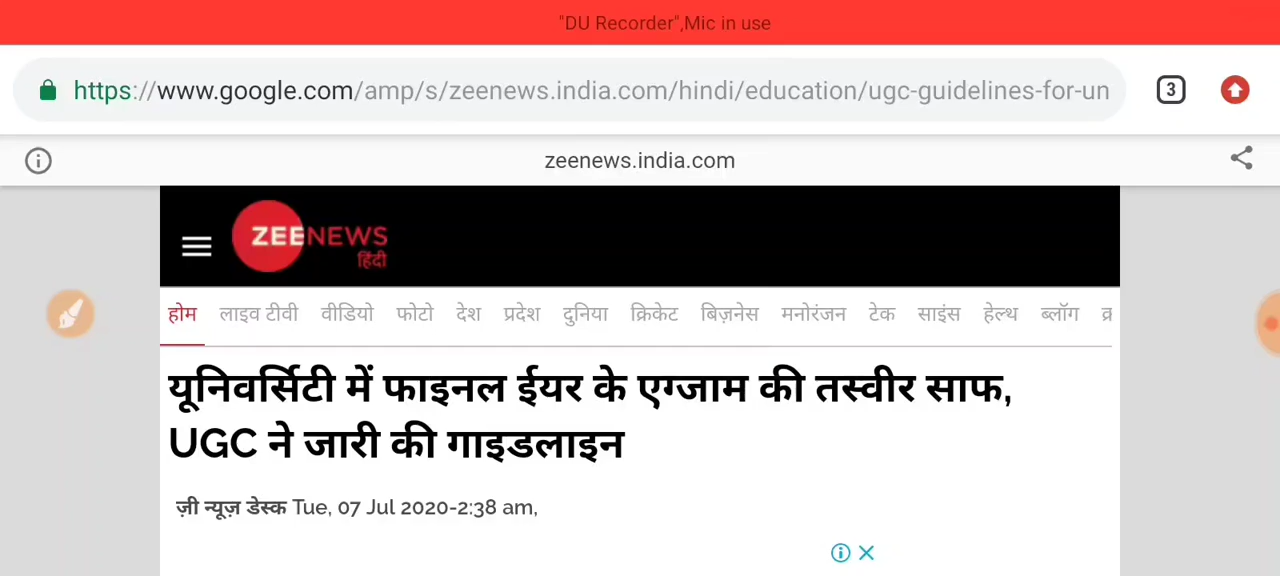 "DU Recorder",Mic in use
https://www.google.com/amp/s/zeenews.india.com/hindi/education/ugc-guidelines-for-un
3
zeenews.india.com
ZEENEWS
हिंदी
होम लाइव टीवी वीडियो फोटो देश प्रदेश दुनिया क्रिकेट बिज़नेस मनोरंजन टेक साइंस हेल्थ ब्लॉग
यूनिवर्सिटी में फाइनल ईयर के एग्जाम की तस्वीर साफ,
UGC ने जारी की गाइडलाइन
ज़ी न्यूज़ डेस्क Tue, 07 Jul 2020-2:38 am,